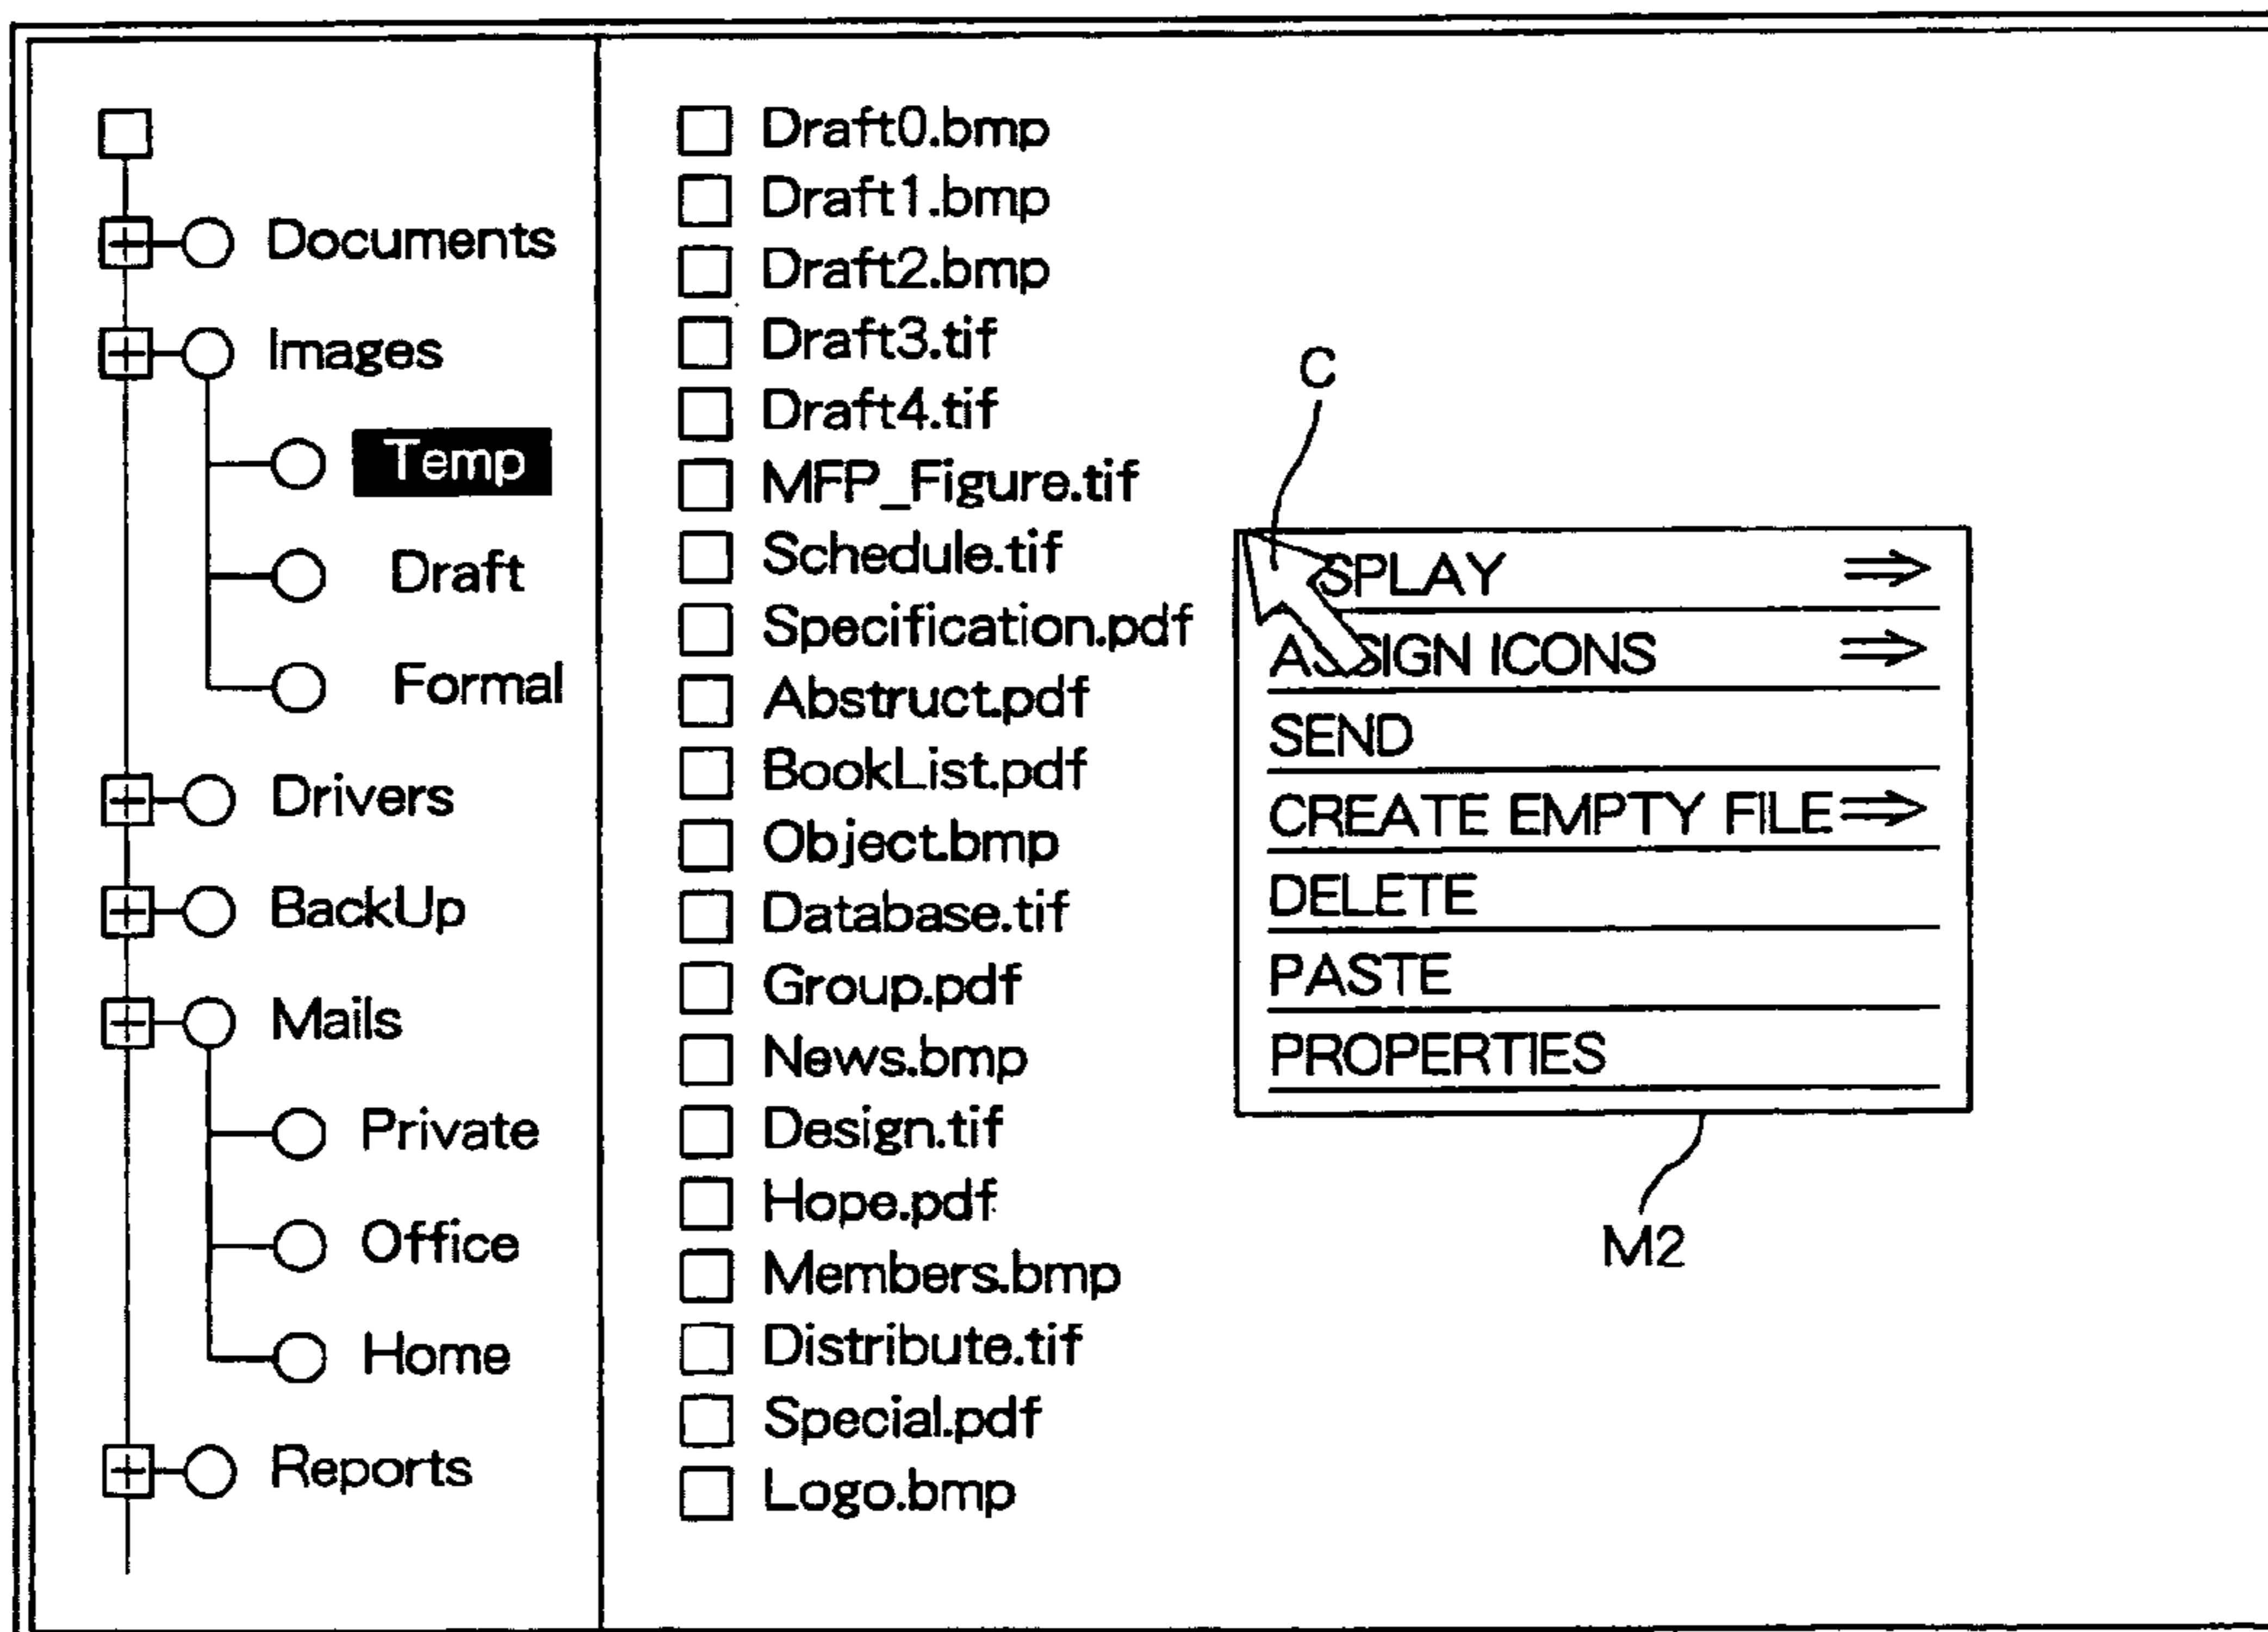 Documents
Images
Temp
Draft
Formal
Drivers
BackUp
Mails
Private
Office
Home
Reports
Draft0.bmp
Draft1.bmp
Draft2.bmp
Draft3.tif
Draft4.tif
MFP_Figure.tif
Schedule.tif
Specification.pdf
Abstruct.pdf
BookList.pdf
Object.bmp
Database.tif
Group.pdf
News.bmp
Design.tif
Hope.pdf
Members.bmp
Distribute.tif
Special.pdf
Logo.bmp
C
SPLAY ⇒
ASSIGN ICONS ⇒
SEND
CREATE EMPTY FILE ⇒
DELETE
PASTE
PROPERTIES
M2